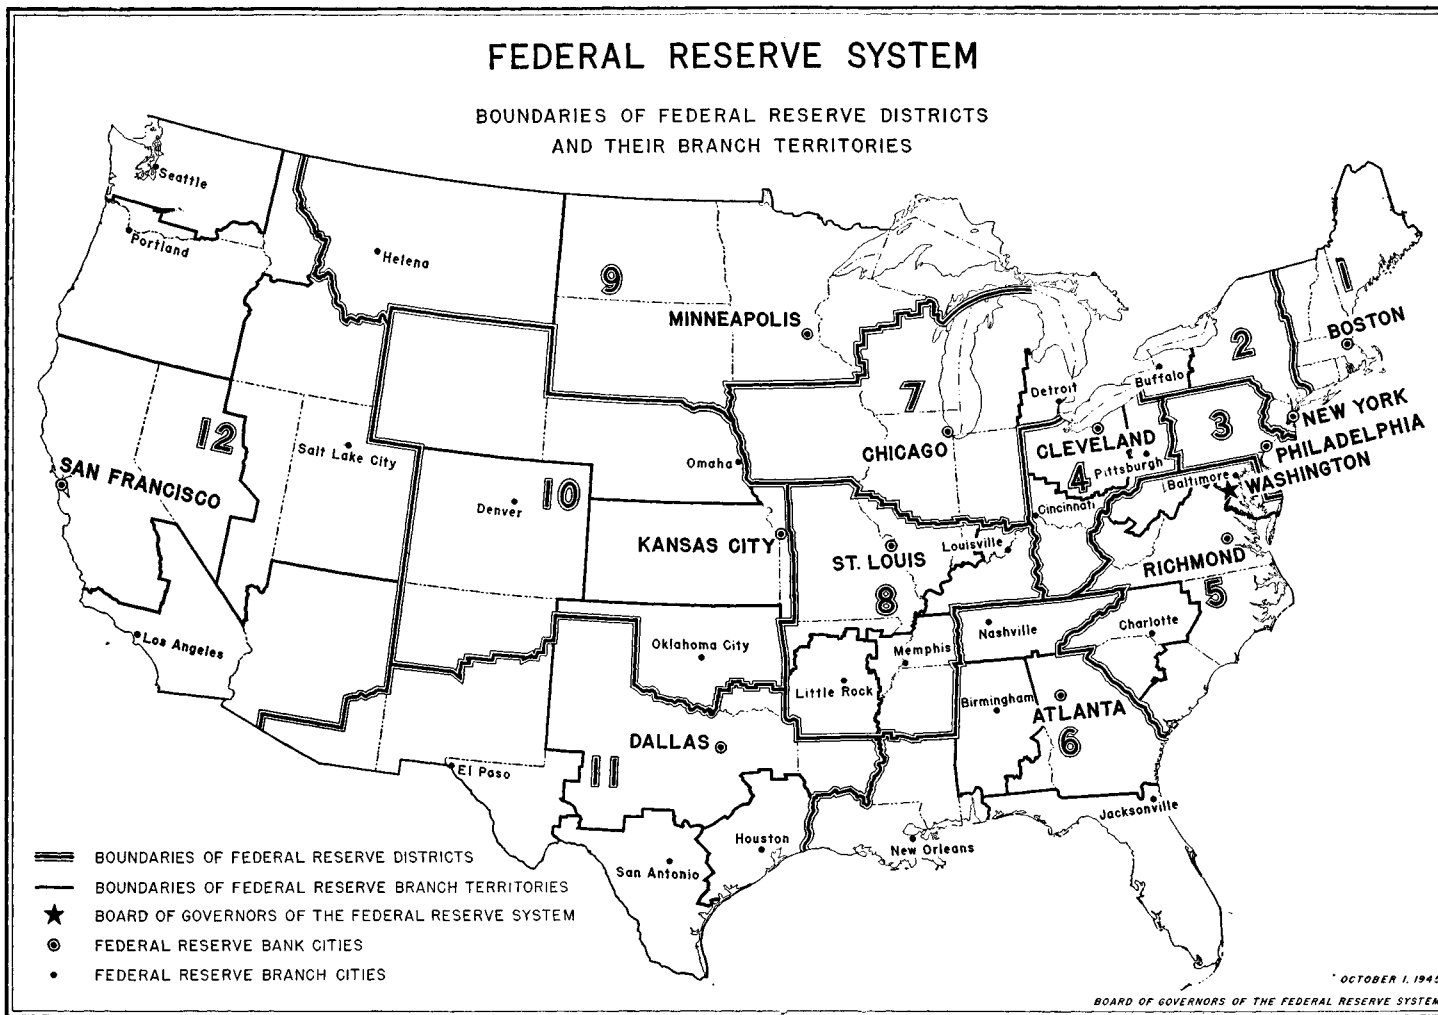 FEDERAL RESERVE SYSTEM
BOUNDARIES OF FEDERAL RESERVE DISTRICTS
AND THEIR BRANCH TERRITORIES
Seattle
Portland
Helena
9
MINNEAPOLIS
1
BOSTON
2
Buffalo
Detroit
7
CHICAGO
CLEVELAND
4
Pittsburgh
3
NEW YORK
PHILADELPHIA
WASHINGTON
Baltimore
12
SAN FRANCISCO
Salt Lake City
Omaha
Denver
10
KANSAS CITY
ST. LOUIS
8
Louisville
Cincinnati
RICHMOND
5
Charlotte
Los Angeles
Oklahoma City
Little Rock
Memphis
Nashville
Birmingham
ATLANTA
6
DALLAS
11
El Paso
Houston
San Antonio
New Orleans
Jacksonville
BOUNDARIES OF FEDERAL RESERVE DISTRICTS
BOUNDARIES OF FEDERAL RESERVE BRANCH TERRITORIES
BOARD OF GOVERNORS OF THE FEDERAL RESERVE SYSTEM
FEDERAL RESERVE BANK CITIES
FEDERAL RESERVE BRANCH CITIES
OCTOBER 1, 1945
BOARD OF GOVERNORS OF THE FEDERAL RESERVE SYSTEM